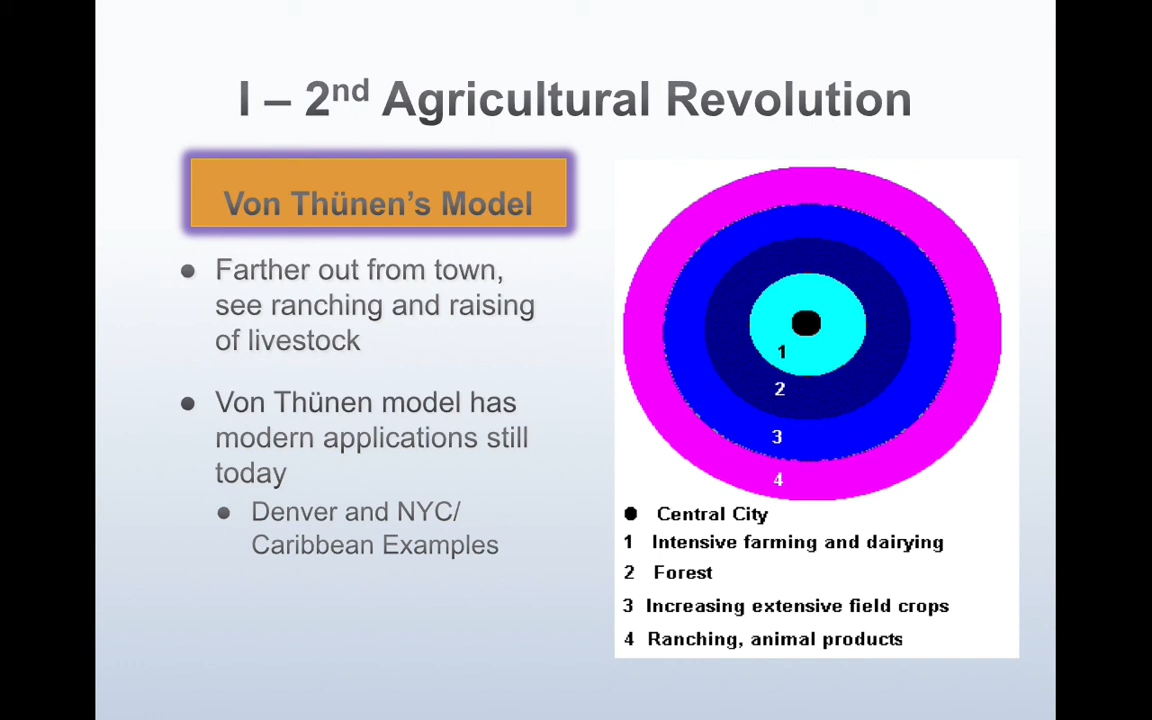 I – 2nd Agricultural Revolution
Von Thünen's Model
● Farther out from town,
see ranching and raising
of livestock
● Von Thünen model has
modern applications still
today
● Denver and NYC/
Caribbean Examples
1
2
3
4
● Central City
1 Intensive farming and dairying
2 Forest
3 Increasing extensive field crops
4 Ranching, animal products